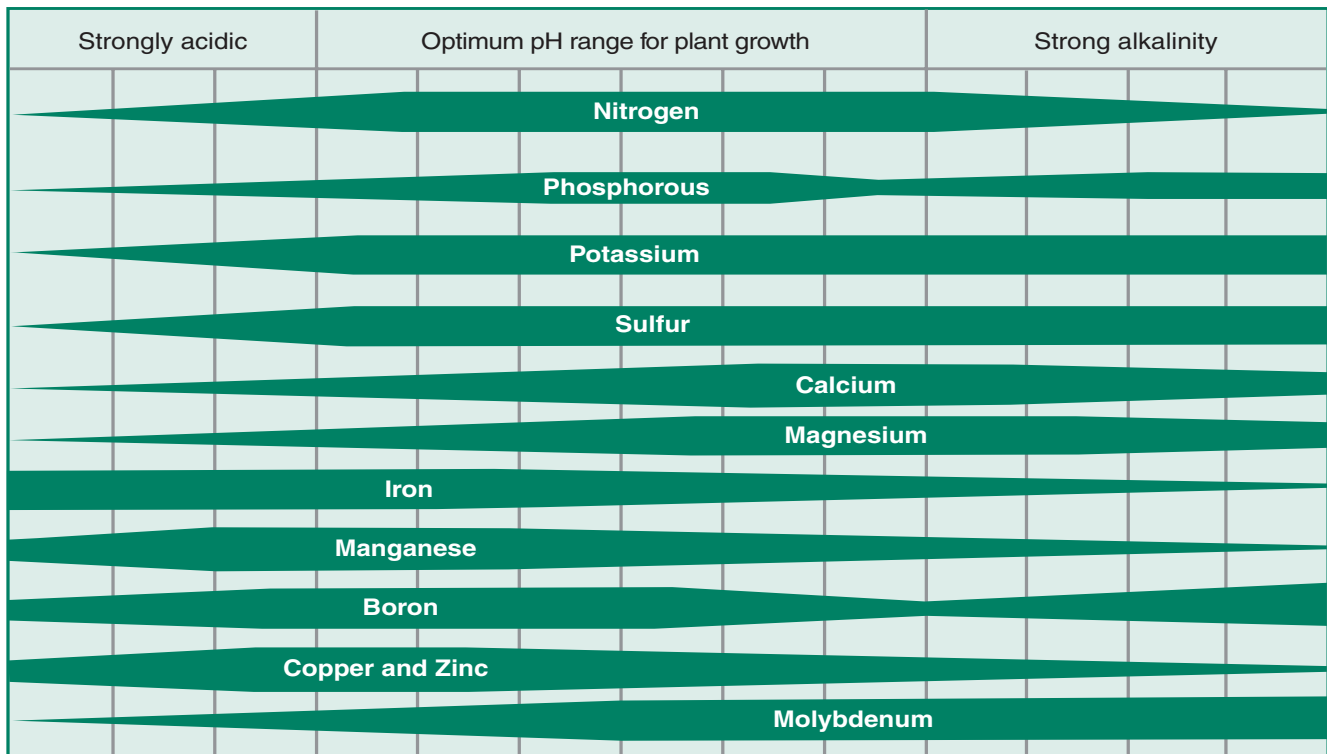 Strongly acidic
Optimum pH range for plant growth
Strong alkalinity
Nitrogen
Phosphorous
Potassium
Sulfur
Calcium
Magnesium
Iron
Manganese
Boron
Copper and Zinc
Molybdenum